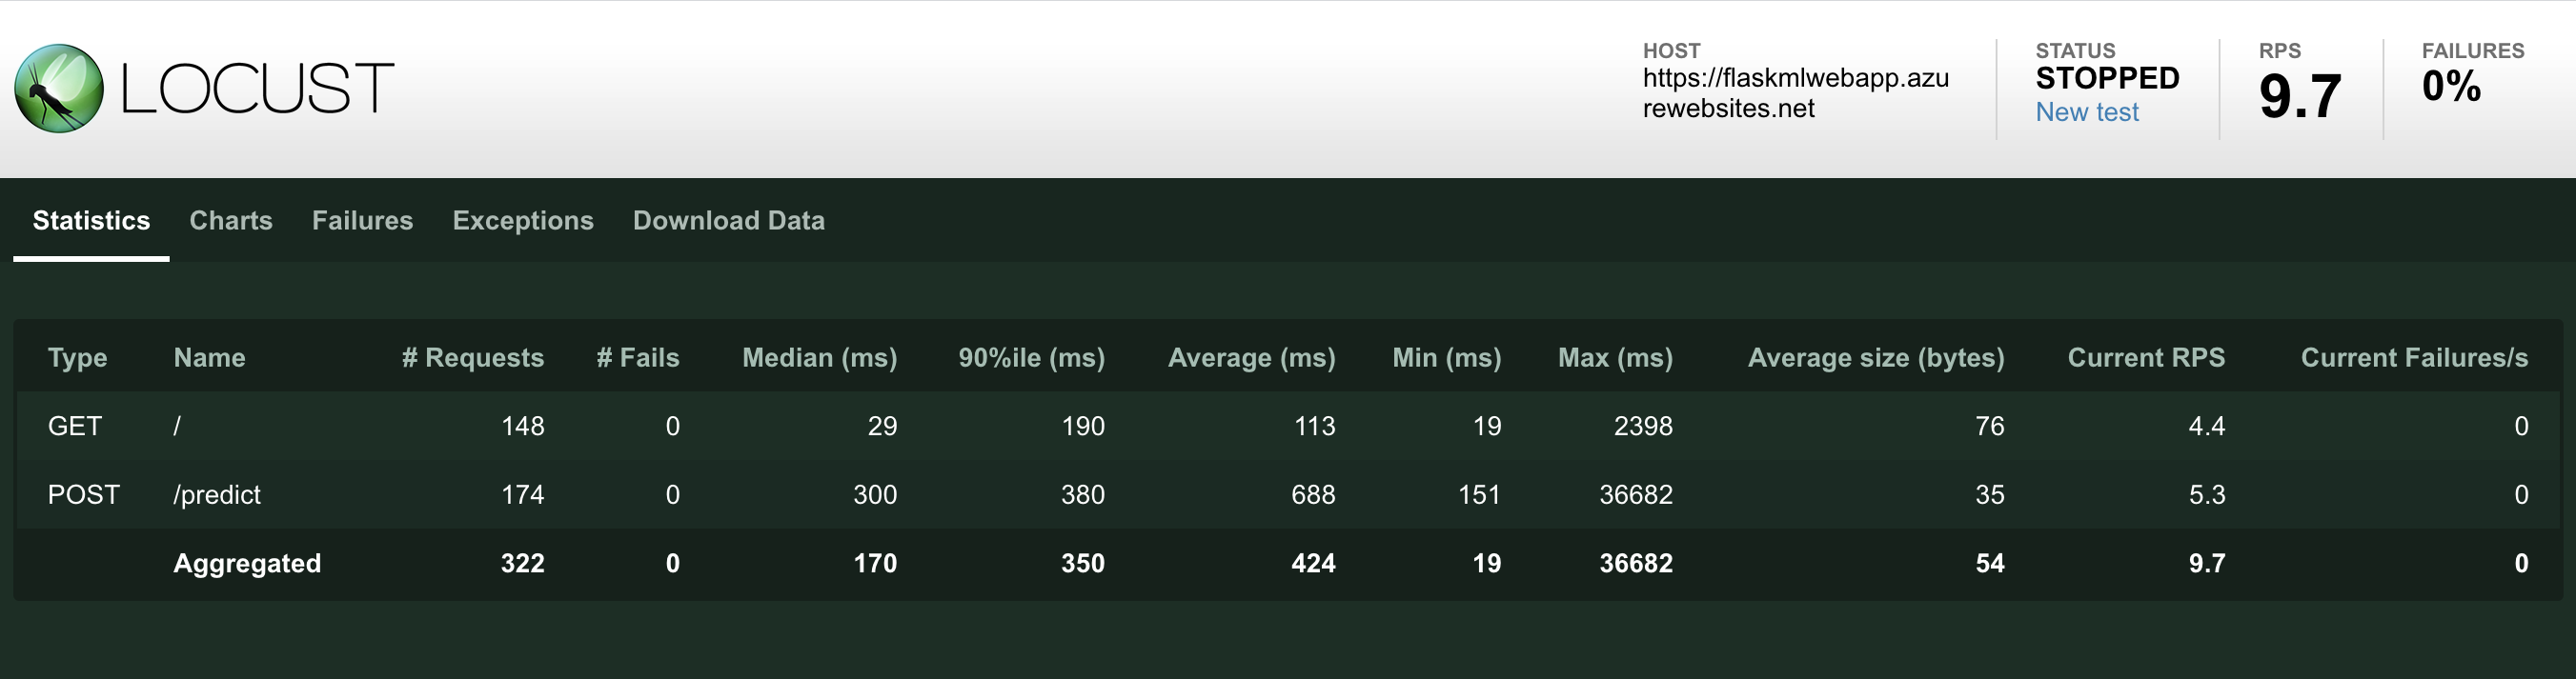 LOCUST
HOST
https://flaskmlwebapp.azu
rewebsites.net
STATUS
STOPPED
New test
RPS
9.7
FAILURES
0%
Statistics Charts Failures Exceptions Download Data
Type Name # Requests # Fails Median (ms) 90%ile (ms) Average (ms) Min (ms) Max (ms) Average size (bytes) Current RPS Current Failures/s
GET / 148 0 29 190 113 19 2398 76 4.4 0
POST /predict 174 0 300 380 688 151 36682 35 5.3 0
Aggregated 322 0 170 350 424 19 36682 54 9.7 0